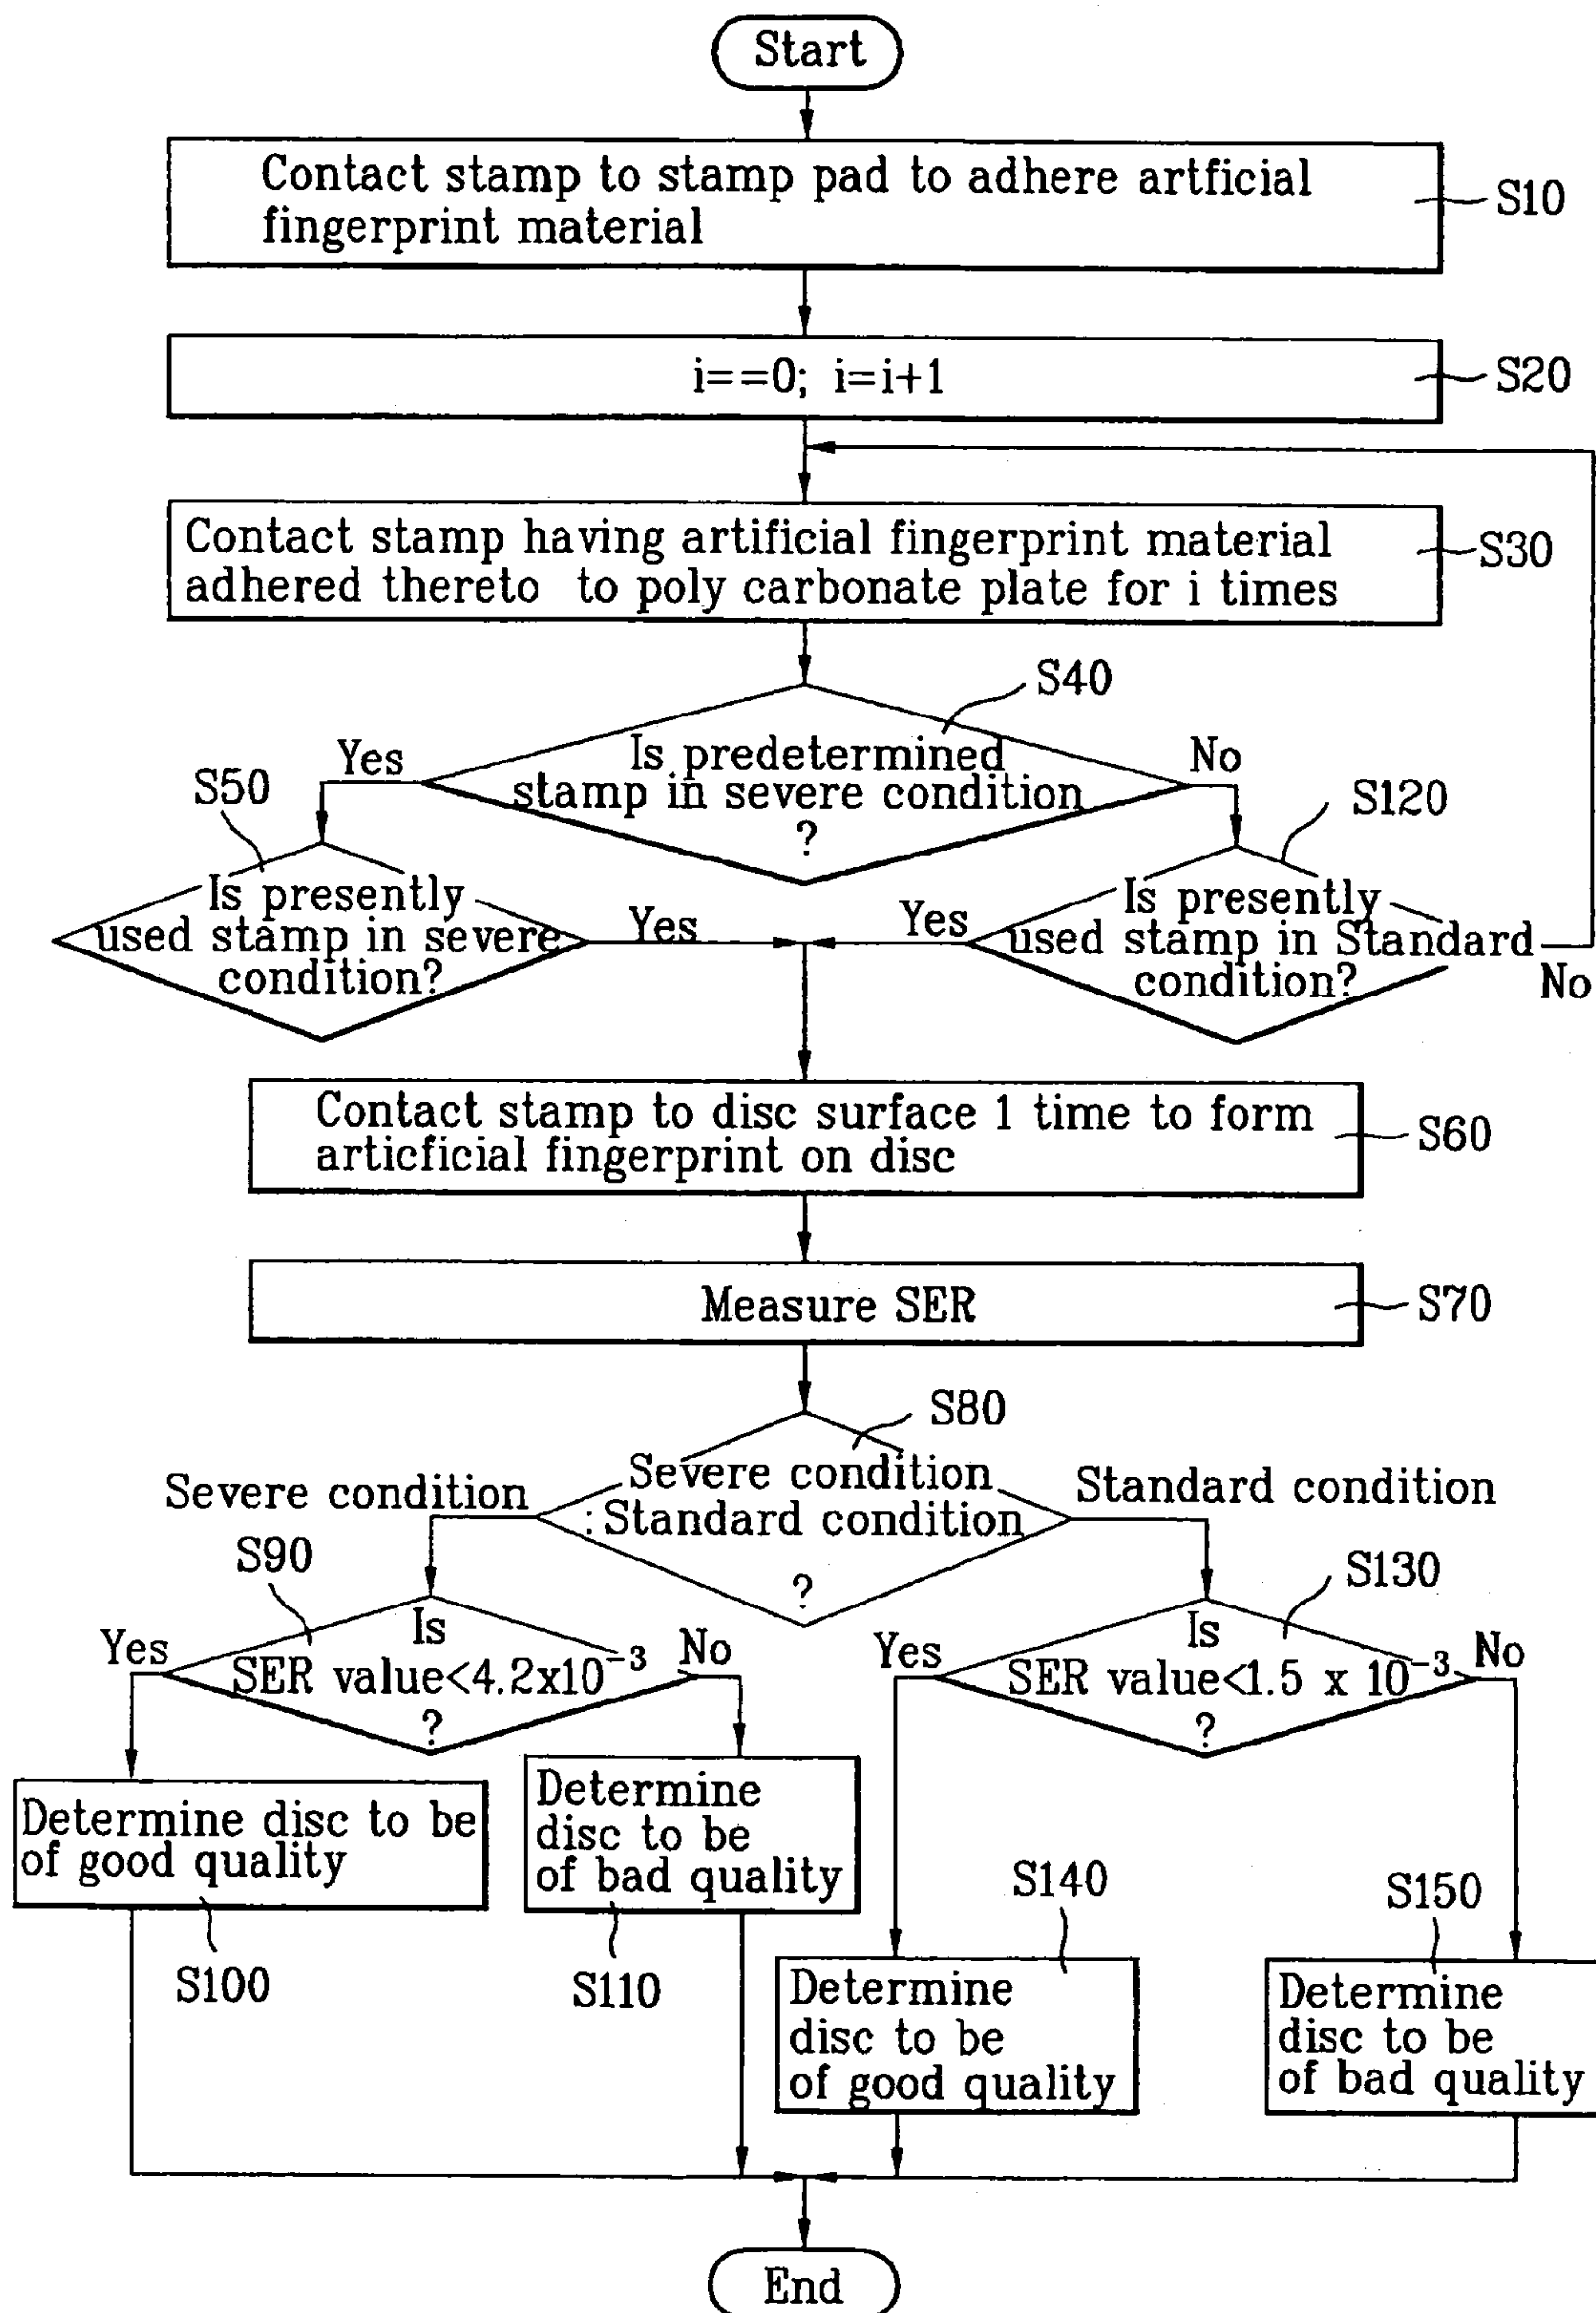 Start
Contact stamp to stamp pad to adhere artficial
fingerprint material
S10
i==0; i=i+1
S20
Contact stamp having artificial fingerprint material
adhered thereto to poly carbonate plate for i times
S30
S40
Is predetermined
stamp in severe condition
?
Yes
No
S50
Is presently
used stamp in severe
condition?
Yes
S120
Is presently
used stamp in Standard
condition?
Yes
No
Contact stamp to disc surface 1 time to form
articficial fingerprint on disc
S60
Measure SER
S70
S80
Severe condition
:Standard condition
?
Severe condition
Standard condition
S90
Is
SER value<4.2x10⁻³
?
Yes
No
S130
Is
SER value<1.5 x 10⁻³
?
Yes
No
Determine disc to be
of good quality
S100
Determine
disc to be
of bad quality
S110
S140
Determine
disc to be
of good quality
S150
Determine
disc to be
of bad quality
End